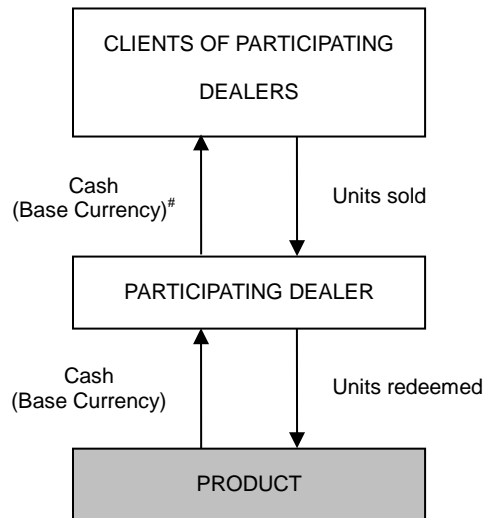 CLIENTS OF PARTICIPATING
DEALERS
Cash
(Base Currency)#
Units sold
PARTICIPATING DEALER
Cash
(Base Currency)
Units redeemed
PRODUCT